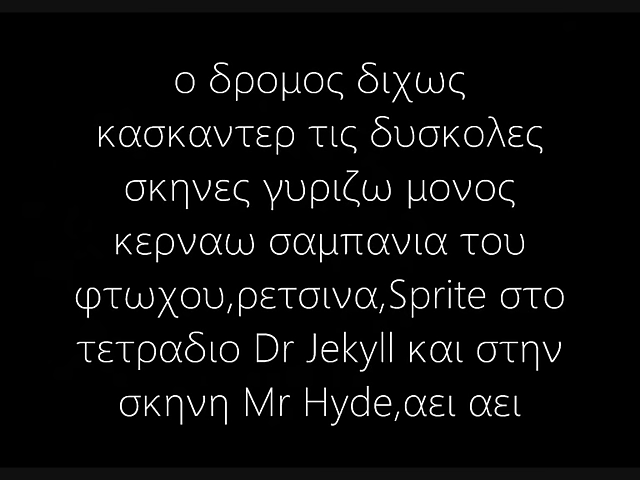 ο δρομος διχως
κασκαντερ τις δυσκολες
σκηνες γυριζω μονος
κερναω σαμπανια του
φτωχου,ρετσινα,Sprite στο
τετραδιο Dr Jekyll και στην
σκηνη Mr Hyde,αει αει